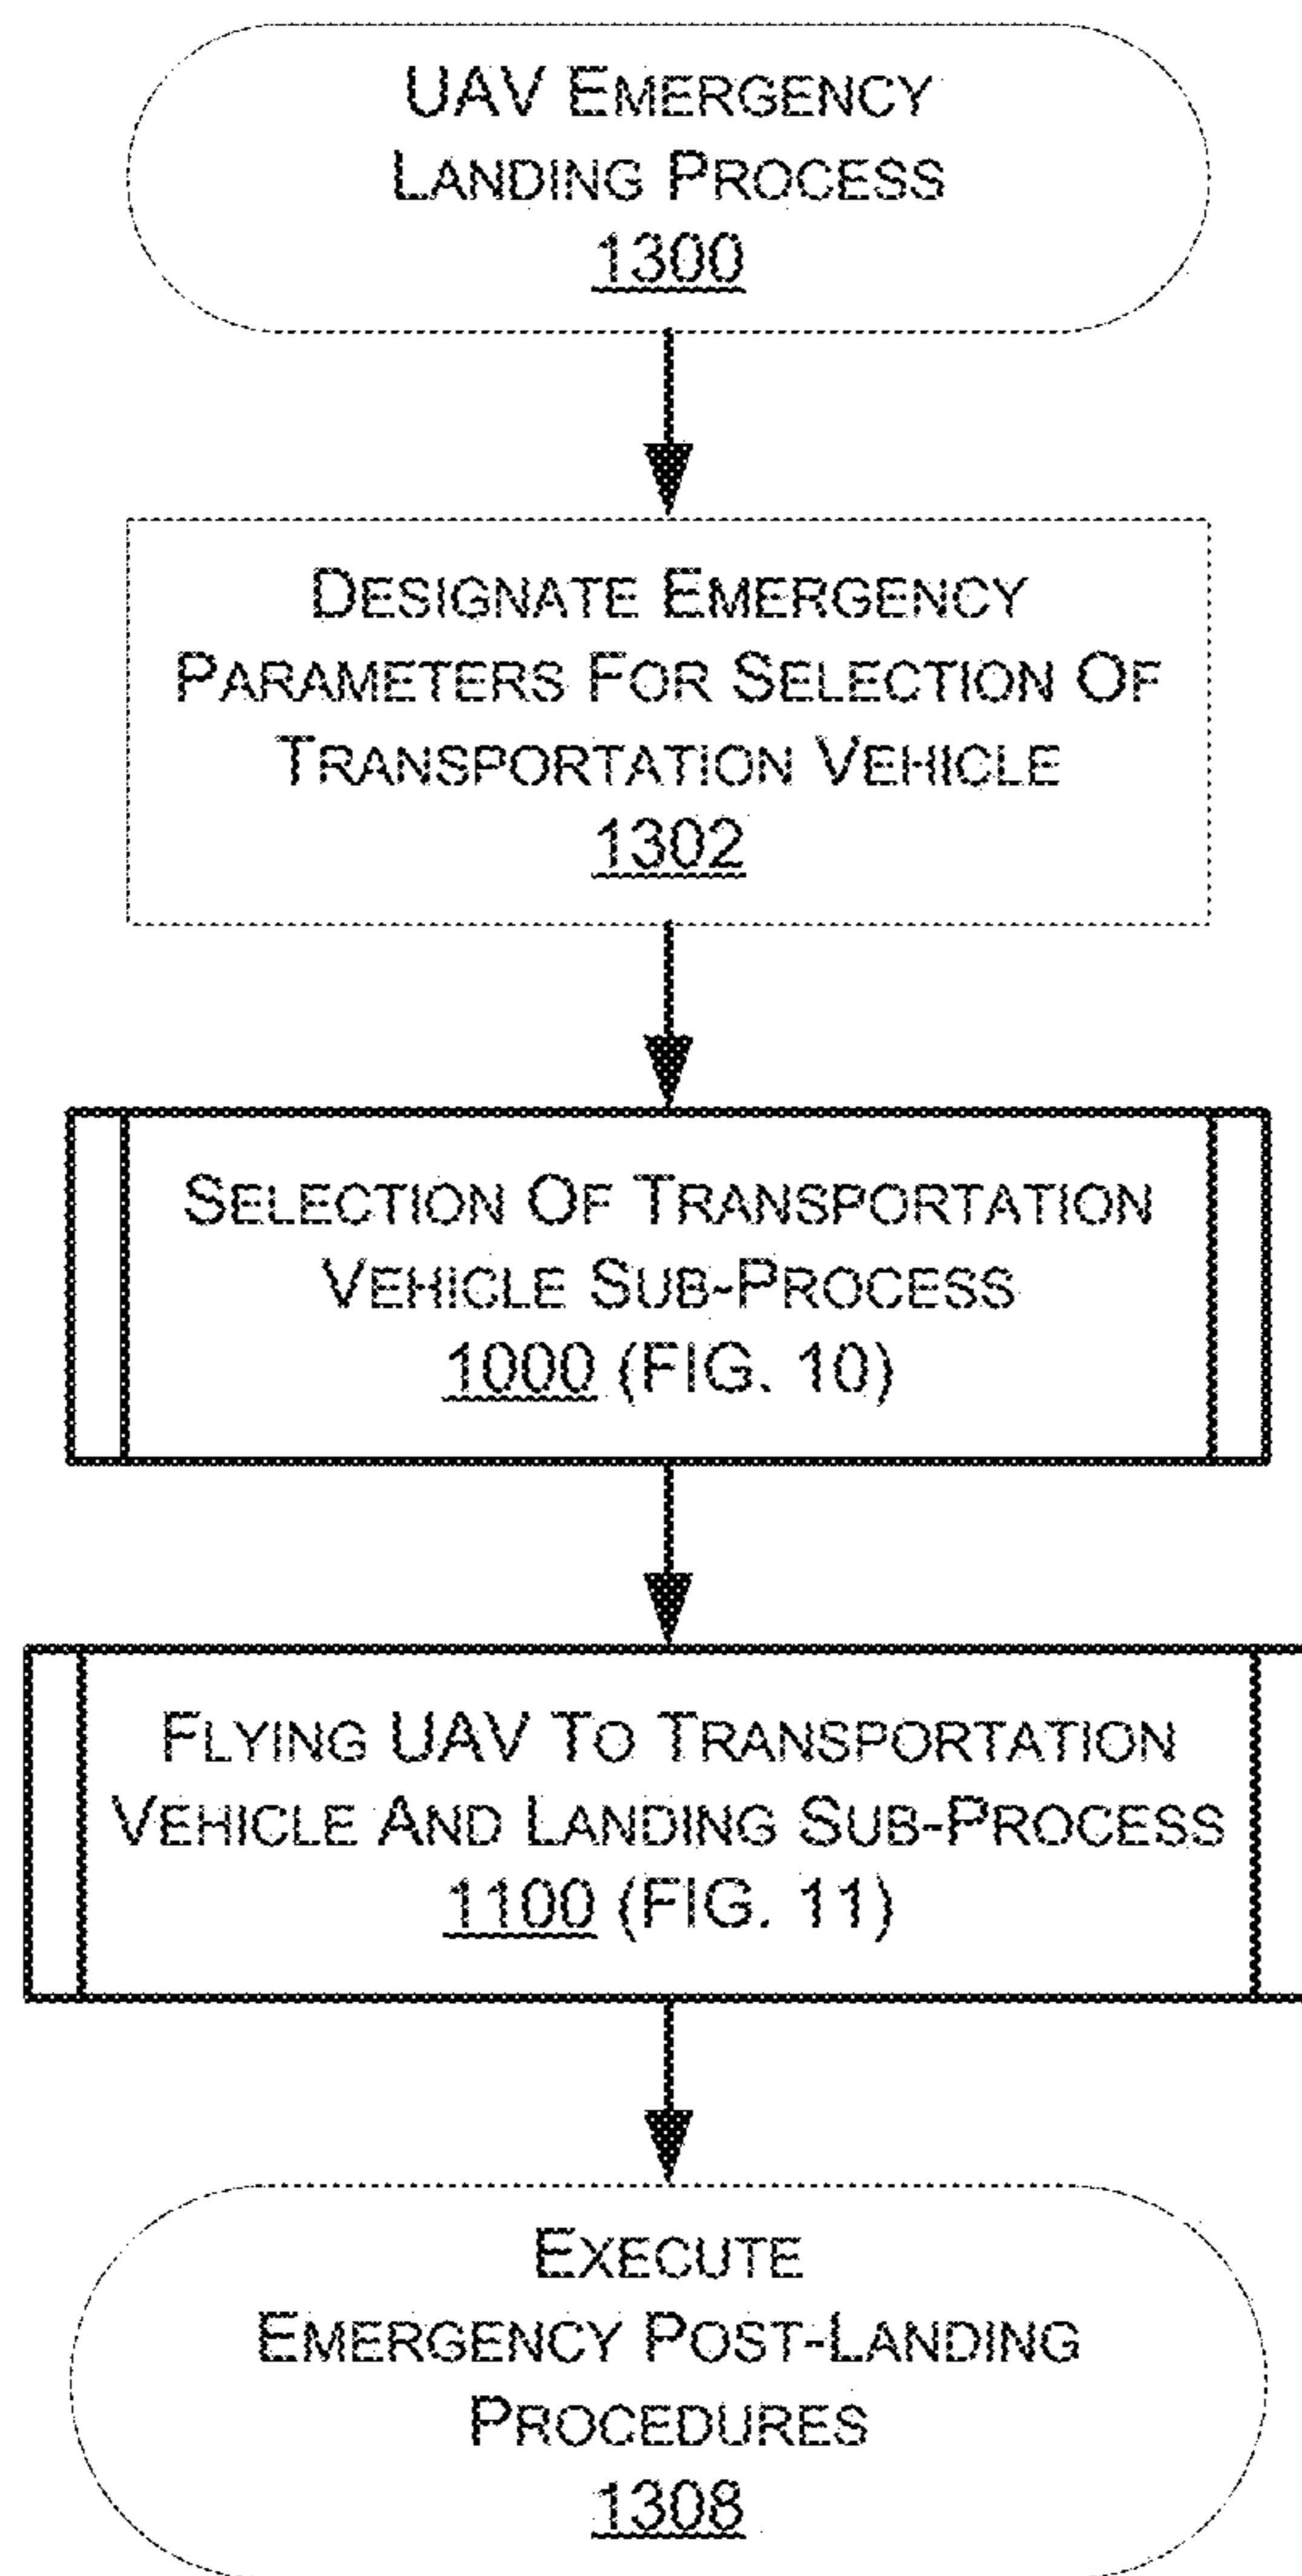 UAV EMERGENCY
LANDING PROCESS
1300
DESIGNATE EMERGENCY
PARAMETERS FOR SELECTION OF
TRANSPORTATION VEHICLE
1302
SELECTION OF TRANSPORTATION
VEHICLE SUB-PROCESS
1000 (FIG. 10)
FLYING UAV TO TRANSPORTATION
VEHICLE AND LANDING SUB-PROCESS
1100 (FIG. 11)
EXECUTE
EMERGENCY POST-LANDING
PROCEDURES
1308